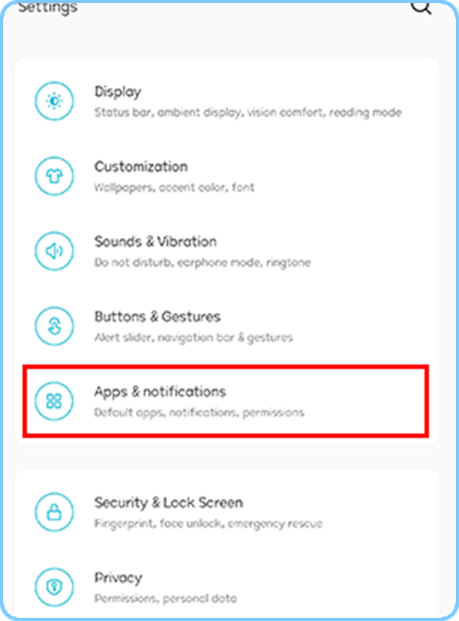 Settings
Display
Status bar, ambient display, vision comfort, reading mode
Customization
Wallpapers, accent color, font
Sounds & Vibration
Do not disturb, earphone mode, ringtone
Buttons & Gestures
Alert slider, navigation bar & gestures
Apps & notifications
Default apps, notifications, permissions
Security & Lock Screen
Fingerprint, face unlock, emergency rescue
Privacy
Permissions, personal data